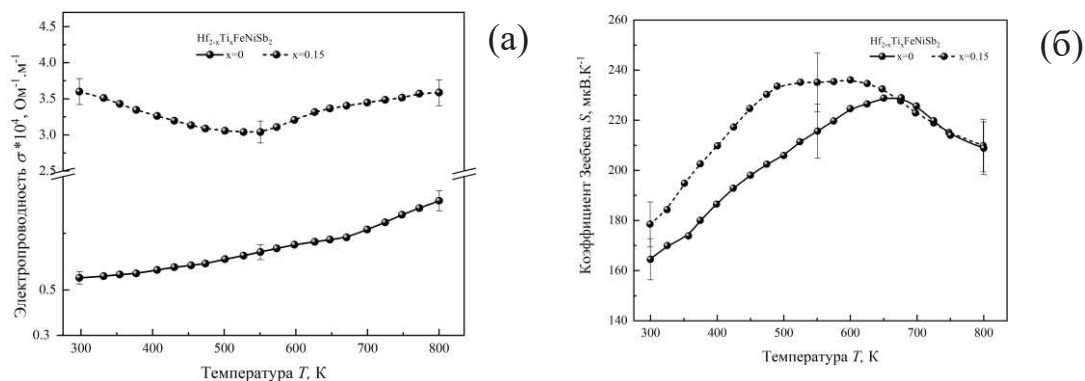 (а)
Hf₂₋ₓTiₓFeNiSb₂
x=0 x=0.15
Электропроводность σ*10⁴, Ом⁻¹.м⁻¹
4.5
4.0
3.5
3.0
2.5
0.5
0.3
300 400 500 600 700 800
Температура T, К
(б)
Hf₂₋ₓTiₓFeNiSb₂
x=0 x=0.15
Коэффициент Зеебека S, мкВ.К⁻¹
260
240
220
200
180
160
140
300 400 500 600 700 800
Температура T, К